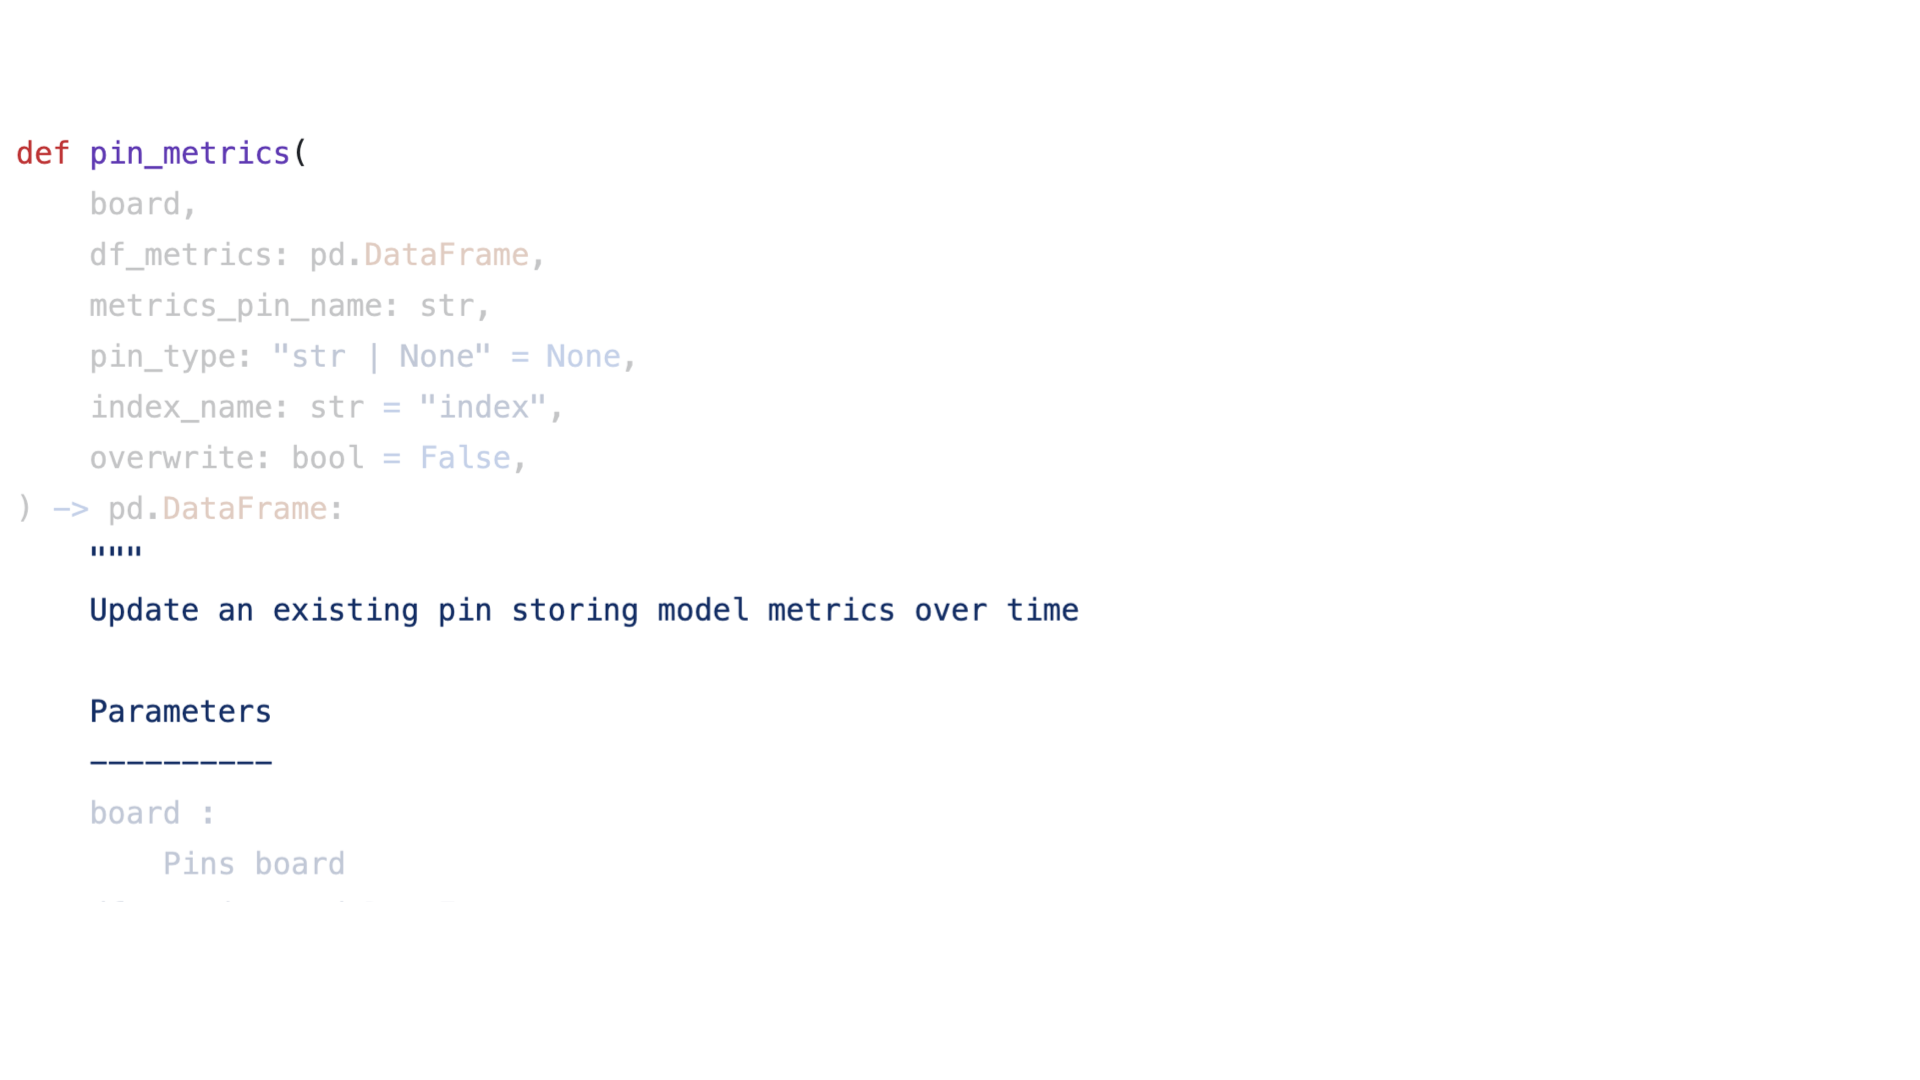 def pin_metrics(
    board,
    df_metrics: pd.DataFrame,
    metrics_pin_name: str,
    pin_type: "str | None" = None,
    index_name: str = "index",
    overwrite: bool = False,
) -> pd.DataFrame:
    """
    Update an existing pin storing model metrics over time
    Parameters
    ----------
    board :
        Pins board